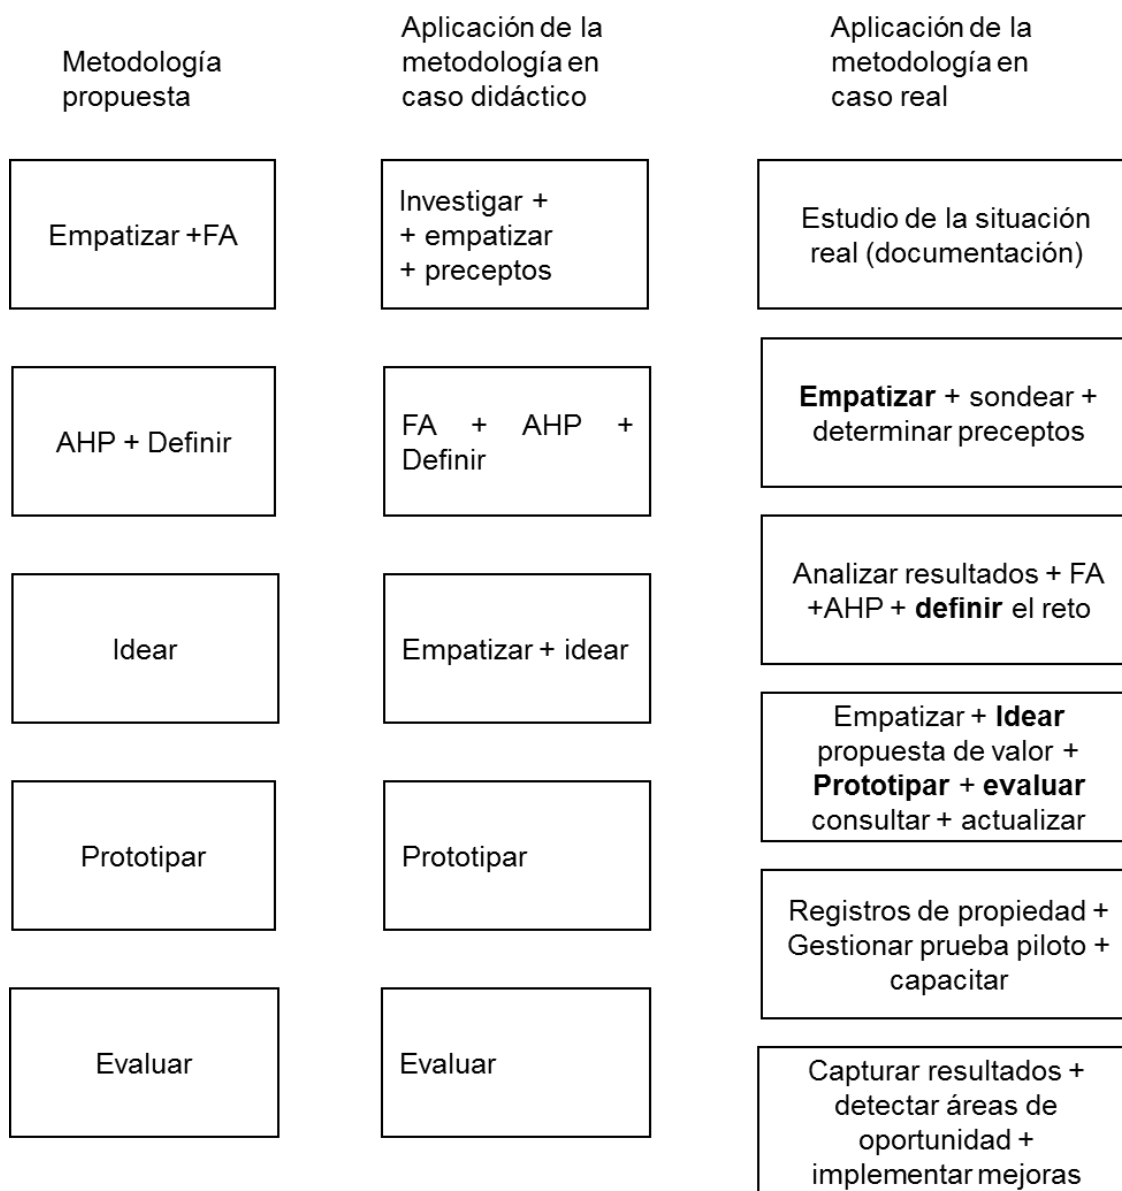 Metodología
propuesta
Aplicación de la
metodología en
caso didáctico
Aplicación de la
metodología en
caso real
Empatizar +FA
Investigar +
+ empatizar
+ preceptos
Estudio de la situación
real (documentación)
AHP + Definir
FA + AHP +
Definir
Empatizar + sondear +
determinar preceptos
Idear
Empatizar + idear
Analizar resultados + FA
+AHP + definir el reto
Prototipar
Prototipar
Empatizar + Idear
propuesta de valor +
Prototipar + evaluar
consultar + actualizar
Evaluar
Evaluar
Registros de propiedad +
Gestionar prueba piloto +
capacitar
Capturar resultados +
detectar áreas de
oportunidad +
implementar mejoras